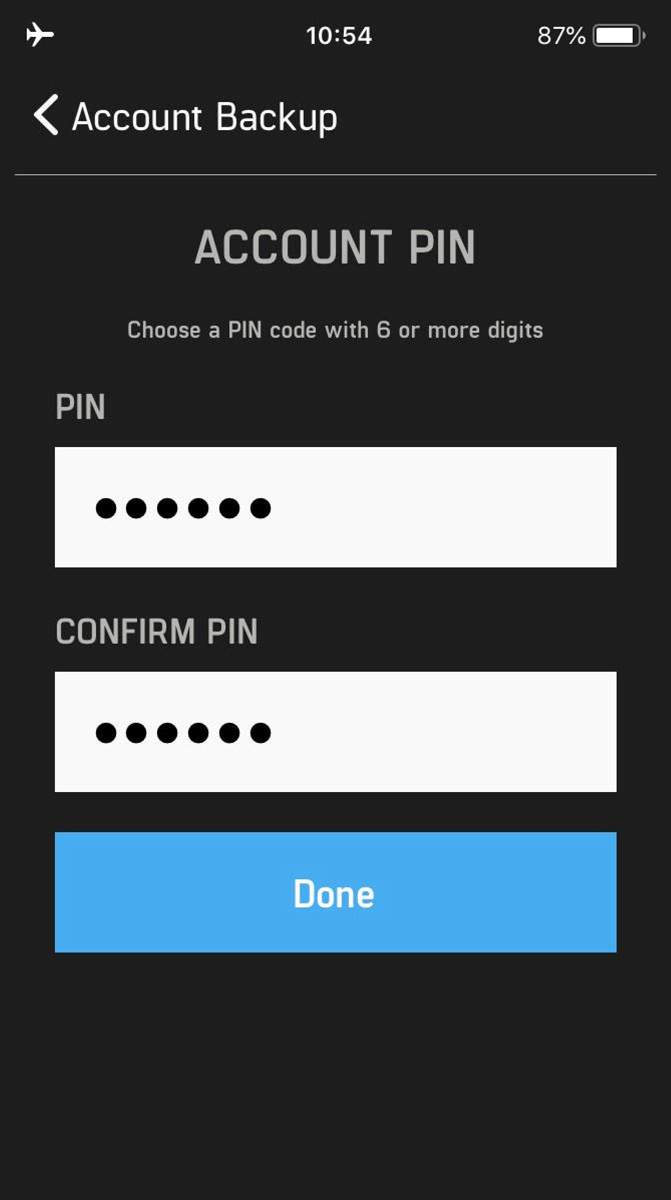 10:54
87%
Account Backup
ACCOUNT PIN
Choose a PIN code with 6 or more digits
PIN
●●●●●●
CONFIRM PIN
●●●●●●
Done